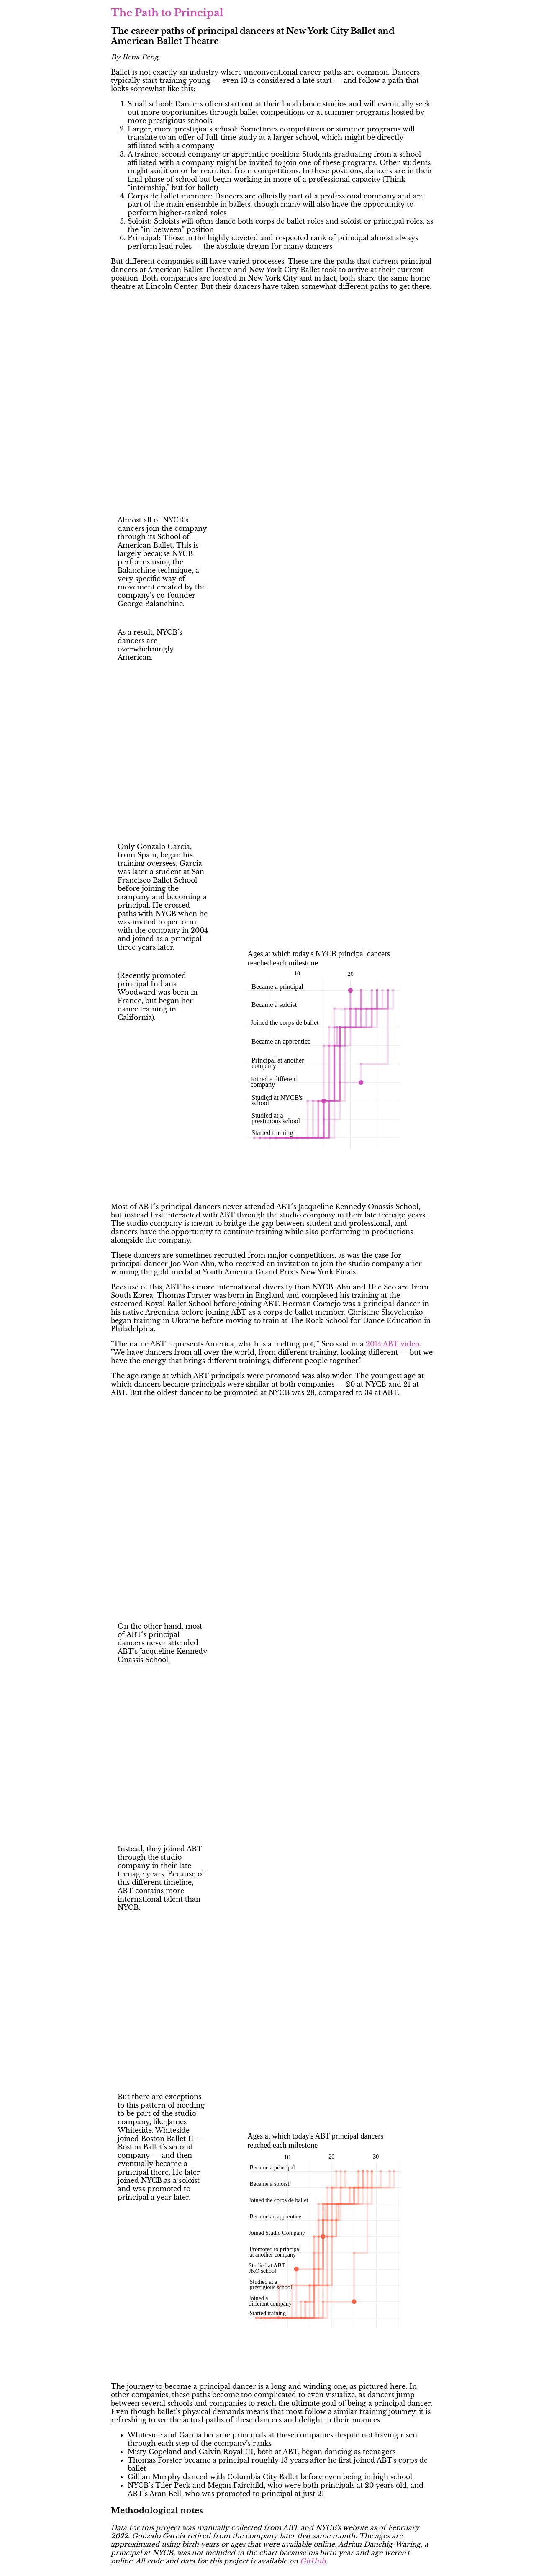 The Path to Principal
The career paths of principal dancers at New York City Ballet and
American Ballet Theatre
By Ilena Peng
Ballet is not exactly an industry where unconventional career paths are common. Dancers
typically start training young — even 13 is considered a late start — and follow a path that
looks somewhat like this:
1. Small school: Dancers often start out at their local dance studios and will eventually seek
out more opportunities through ballet competitions or at summer programs hosted by
more prestigious schools
2. Larger, more prestigious school: Sometimes competitions or summer programs will
translate to an offer of full-time study at a larger school, which might be directly
affiliated with a company
3. A trainee, second company or apprentice position: Students graduating from a school
affiliated with a company might be invited to join one of these programs. Other students
might audition or be recruited from competitions. In these positions, dancers are in their
final phase of school but begin working in more of a professional capacity (Think
"internship," but for ballet)
4. Corps de ballet member: Dancers are officially part of a professional company and are
part of the main ensemble in ballets, though many will also have the opportunity to
perform higher-ranked roles
5. Soloist: Soloists will often dance both corps de ballet roles and soloist or principal roles, as
the "in-between" position
6. Principal: Those in the highly coveted and respected rank of principal almost always
perform lead roles — the absolute dream for many dancers
But different companies still have varied processes. These are the paths that current principal
dancers at American Ballet Theatre and New York City Ballet took to arrive at their current
position. Both companies are located in New York City and in fact, both share the same home
theatre at Lincoln Center. But their dancers have taken somewhat different paths to get there.
Almost all of NYCB's
dancers join the company
through its School of
American Ballet. This is
largely because NYCB
performs using the
Balanchine technique, a
very specific way of
movement created by the
company's co-founder
George Balanchine.
As a result, NYCB's
dancers are
overwhelmingly
American.
Only Gonzalo Garcia,
from Spain, began his
training oversees. Garcia
was later a student at San
Francisco Ballet School
before joining the
company and becoming a
principal. He crossed
paths with NYCB when he
was invited to perform
with the company in 2004
and joined as a principal
three years later.
(Recently promoted
principal Indiana
Woodward was born in
France, but began her
dance training in
California).
Ages at which today's NYCB principal dancers
reached each milestone
10 20
Became a principal
Became a soloist
Joined the corps de ballet
Became an apprentice
Principal at another
company
Joined a different
company
Studied at NYCB's
school
Studied at a
prestigious school
Started training
Most of ABT's principal dancers never attended ABT's Jacqueline Kennedy Onassis School,
but instead first interacted with ABT through the studio company in their late teenage years.
The studio company is meant to bridge the gap between student and professional, and
dancers have the opportunity to continue training while also performing in productions
alongside the company.
These dancers are sometimes recruited from major competitions, as was the case for
principal dancer Joo Won Ahn, who received an invitation to join the studio company after
winning the gold medal at Youth America Grand Prix's New York Finals.
Because of this, ABT has more international diversity than NYCB. Ahn and Hee Seo are from
South Korea. Thomas Forster was born in England and completed his training at the
esteemed Royal Ballet School before joining ABT. Herman Cornejo was a principal dancer in
his native Argentina before joining ABT as a corps de ballet member. Christine Shevchenko
began training in Ukraine before moving to train at The Rock School for Dance Education in
Philadelphia.
"The name ABT represents America, which is a melting pot,"" Seo said in a 2014 ABT video.
"We have dancers from all over the world, from different training, looking different — but we
have the energy that brings different trainings, different people together."
The age range at which ABT principals were promoted was also wider. The youngest age at
which dancers became principals were similar at both companies — 20 at NYCB and 21 at
ABT. But the oldest dancer to be promoted at NYCB was 28, compared to 34 at ABT.
On the other hand, most
of ABT's principal
dancers never attended
ABT's Jacqueline Kennedy
Onassis School.
Instead, they joined ABT
through the studio
company in their late
teenage years. Because of
this different timeline,
ABT contains more
international talent than
NYCB.
But there are exceptions
to this pattern of needing
to be part of the studio
company, like James
Whiteside. Whiteside
joined Boston Ballet II —
Boston Ballet's second
company — and then
eventually became a
principal there. He later
joined NYCB as a soloist
and was promoted to
principal a year later.
Ages at which today's ABT principal dancers
reached each milestone
10 20 30
Became a principal
Became a soloist
Joined the corps de ballet
Became an apprentice
Joined Studio Company
Promoted to principal
at another company
Studied at ABT
JKO school
Studied at a
prestigious school
Joined a
different company
Started training
The journey to become a principal dancer is a long and winding one, as pictured here. In
other companies, these paths become too complicated to even visualize, as dancers jump
between several schools and companies to reach the ultimate goal of being a principal dancer.
Even though ballet's physical demands means that most follow a similar training journey, it is
refreshing to see the actual paths of these dancers and delight in their nuances.
• Whiteside and Garcia became principals at these companies despite not having risen
through each step of the company's ranks
• Misty Copeland and Calvin Royal III, both at ABT, began dancing as teenagers
• Thomas Forster became a principal roughly 13 years after he first joined ABT's corps de
ballet
• Gillian Murphy danced with Columbia City Ballet before even being in high school
• NYCB's Tiler Peck and Megan Fairchild, who were both principals at 20 years old, and
ABT's Aran Bell, who was promoted to principal at just 21
Methodological notes
Data for this project was manually collected from ABT and NYCB's website as of February
2022. Gonzalo Garcia retired from the company later that same month. The ages are
approximated using birth years or ages that were available online. Adrian Danchig-Waring, a
principal at NYCB, was not included in the chart because his birth year and age weren't
online. All code and data for this project is available on GitHub.